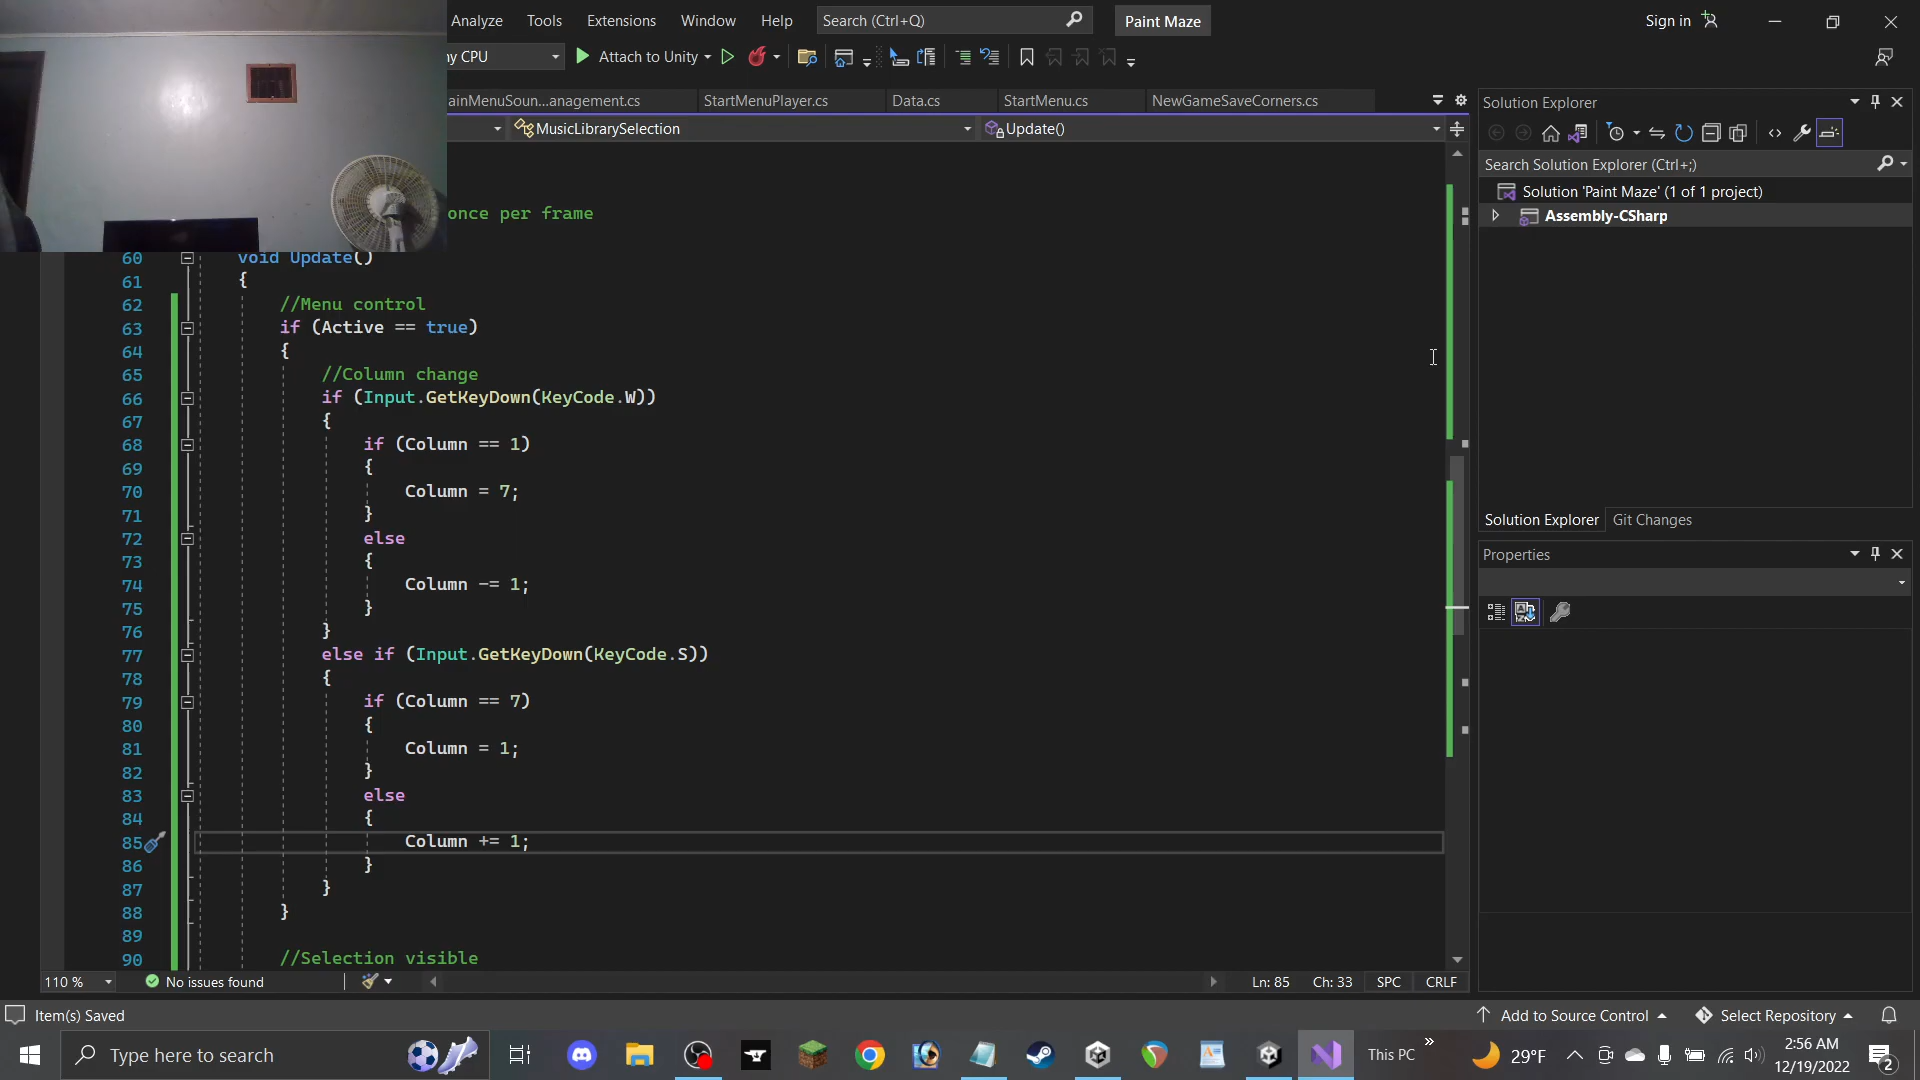 Analyze Tools Extensions Window Help Search (Ctrl+Q) Paint Maze Sign in
ny CPU Attach to Unity
ainMenuSoun...anagement.cs StartMenuPlayer.cs Data.cs StartMenu.cs NewGameSaveCorners.cs
MusicLibrarySelection Update()
Solution Explorer
Search Solution Explorer (Ctrl+;)
Solution 'Paint Maze' (1 of 1 project)
Assembly-CSharp
Solution Explorer Git Changes
Properties
once per frame
60 void Update()
61 {
62 //Menu control
63 if (Active == true)
64 {
65 //Column change
66 if (Input.GetKeyDown(KeyCode.W))
67 {
68 if (Column == 1)
69 {
70 Column = 7;
71 }
72 else
73 {
74 Column -= 1;
75 }
76 }
77 else if (Input.GetKeyDown(KeyCode.S))
78 {
79 if (Column == 7)
80 {
81 Column = 1;
82 }
83 else
84 {
85 Column += 1;
86 }
87 }
88 }
89
90 //Selection visible
110 % No issues found Ln: 85 Ch: 33 SPC CRLF
Item(s) Saved Add to Source Control Select Repository
Type here to search This PC » 29°F 2:56 AM
12/19/2022 2